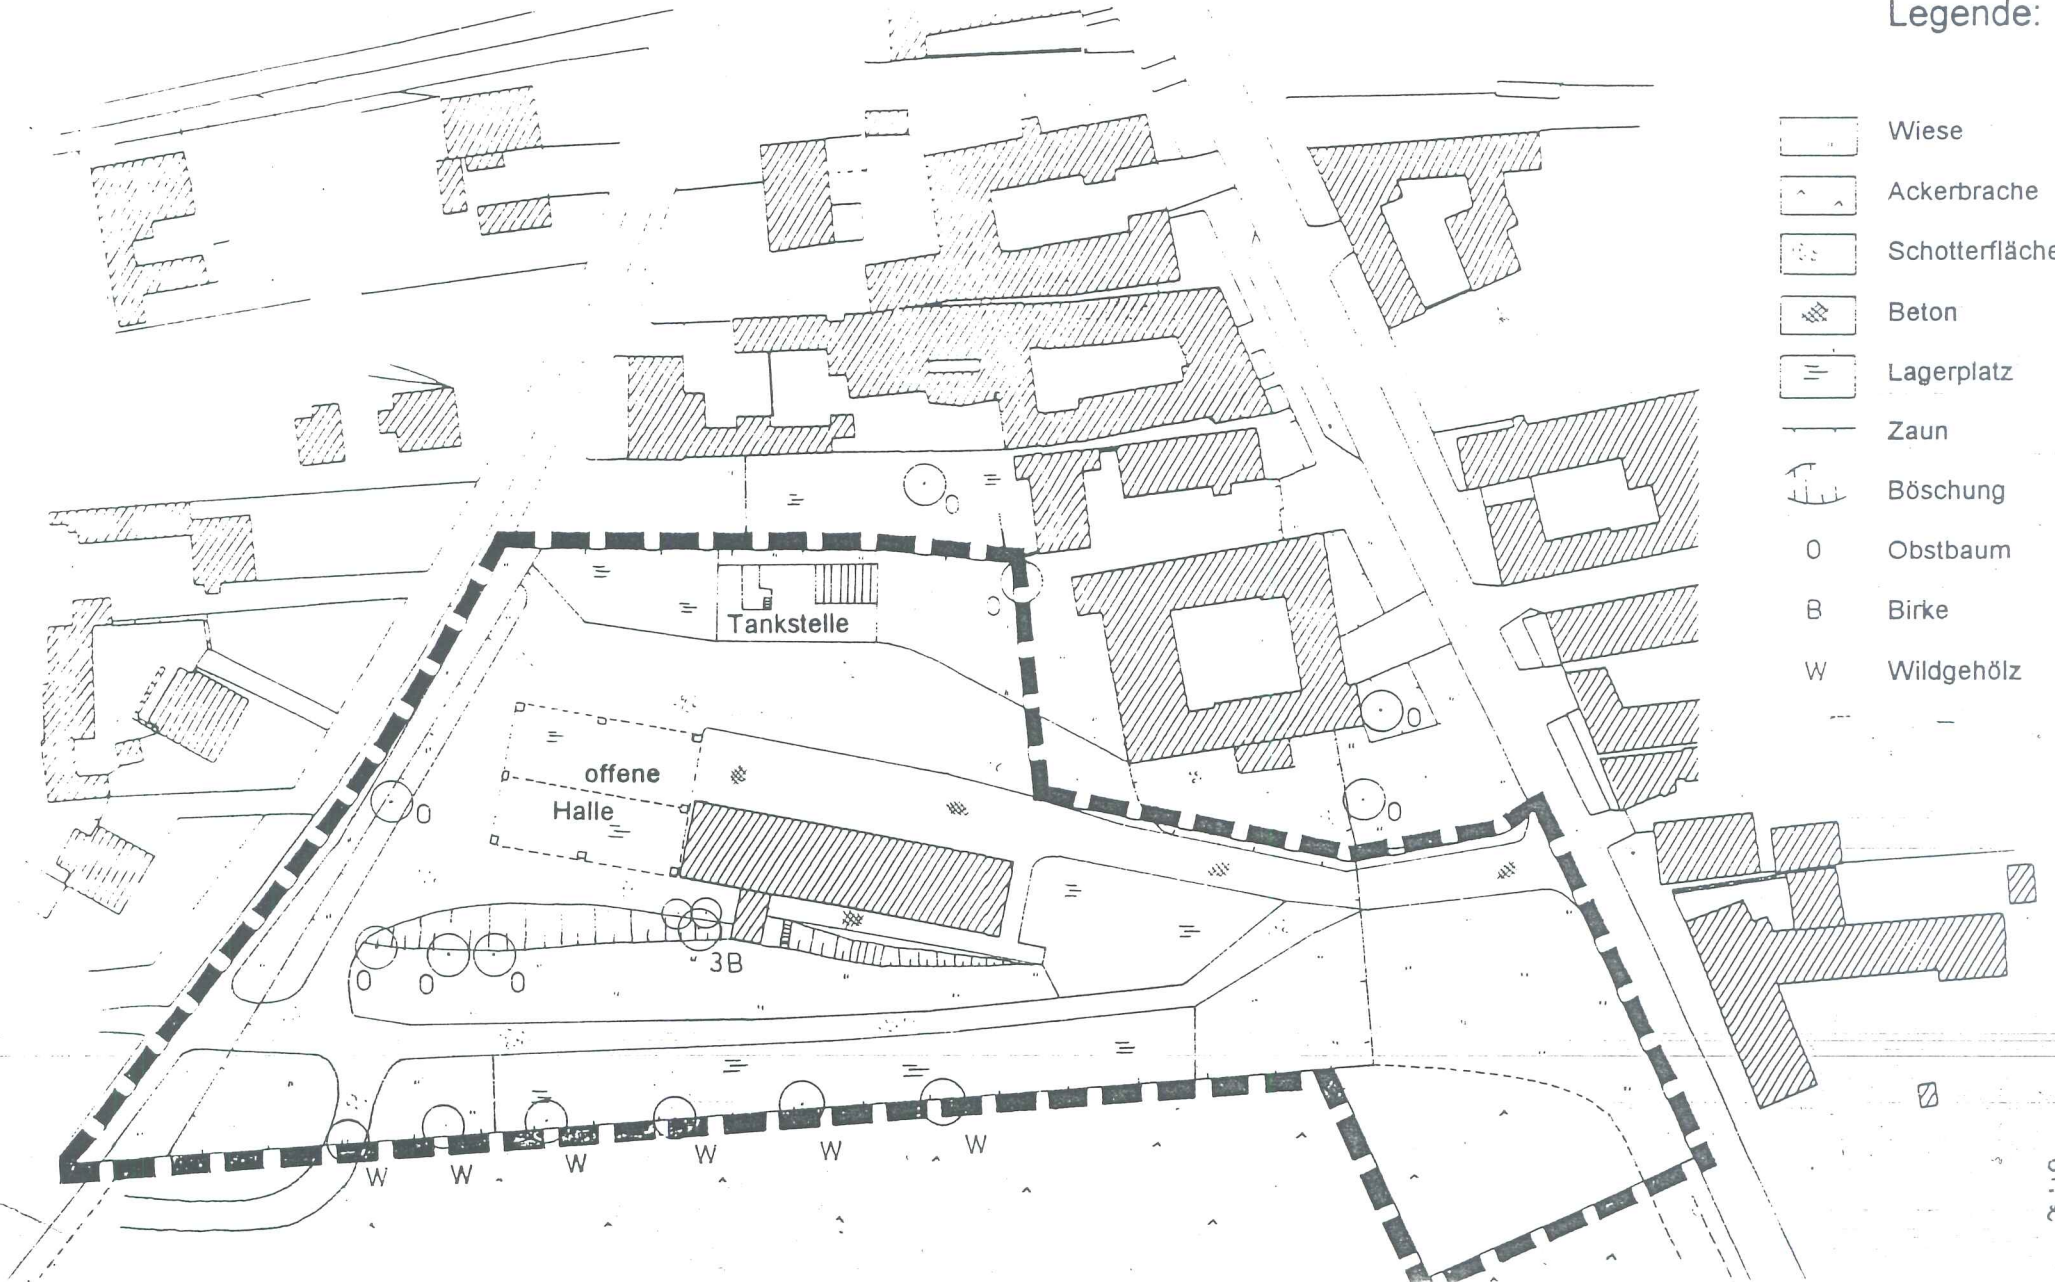 Legende:
Wiese
Ackerbrache
Schotterfläche
Beton
Lagerplatz
Zaun
Böschung
O Obstbaum
B Birke
W Wildgehölz
O
O
Tankstelle
O
offene
Halle
O
O
3B
O
O
O
W
W
W
W
W
W